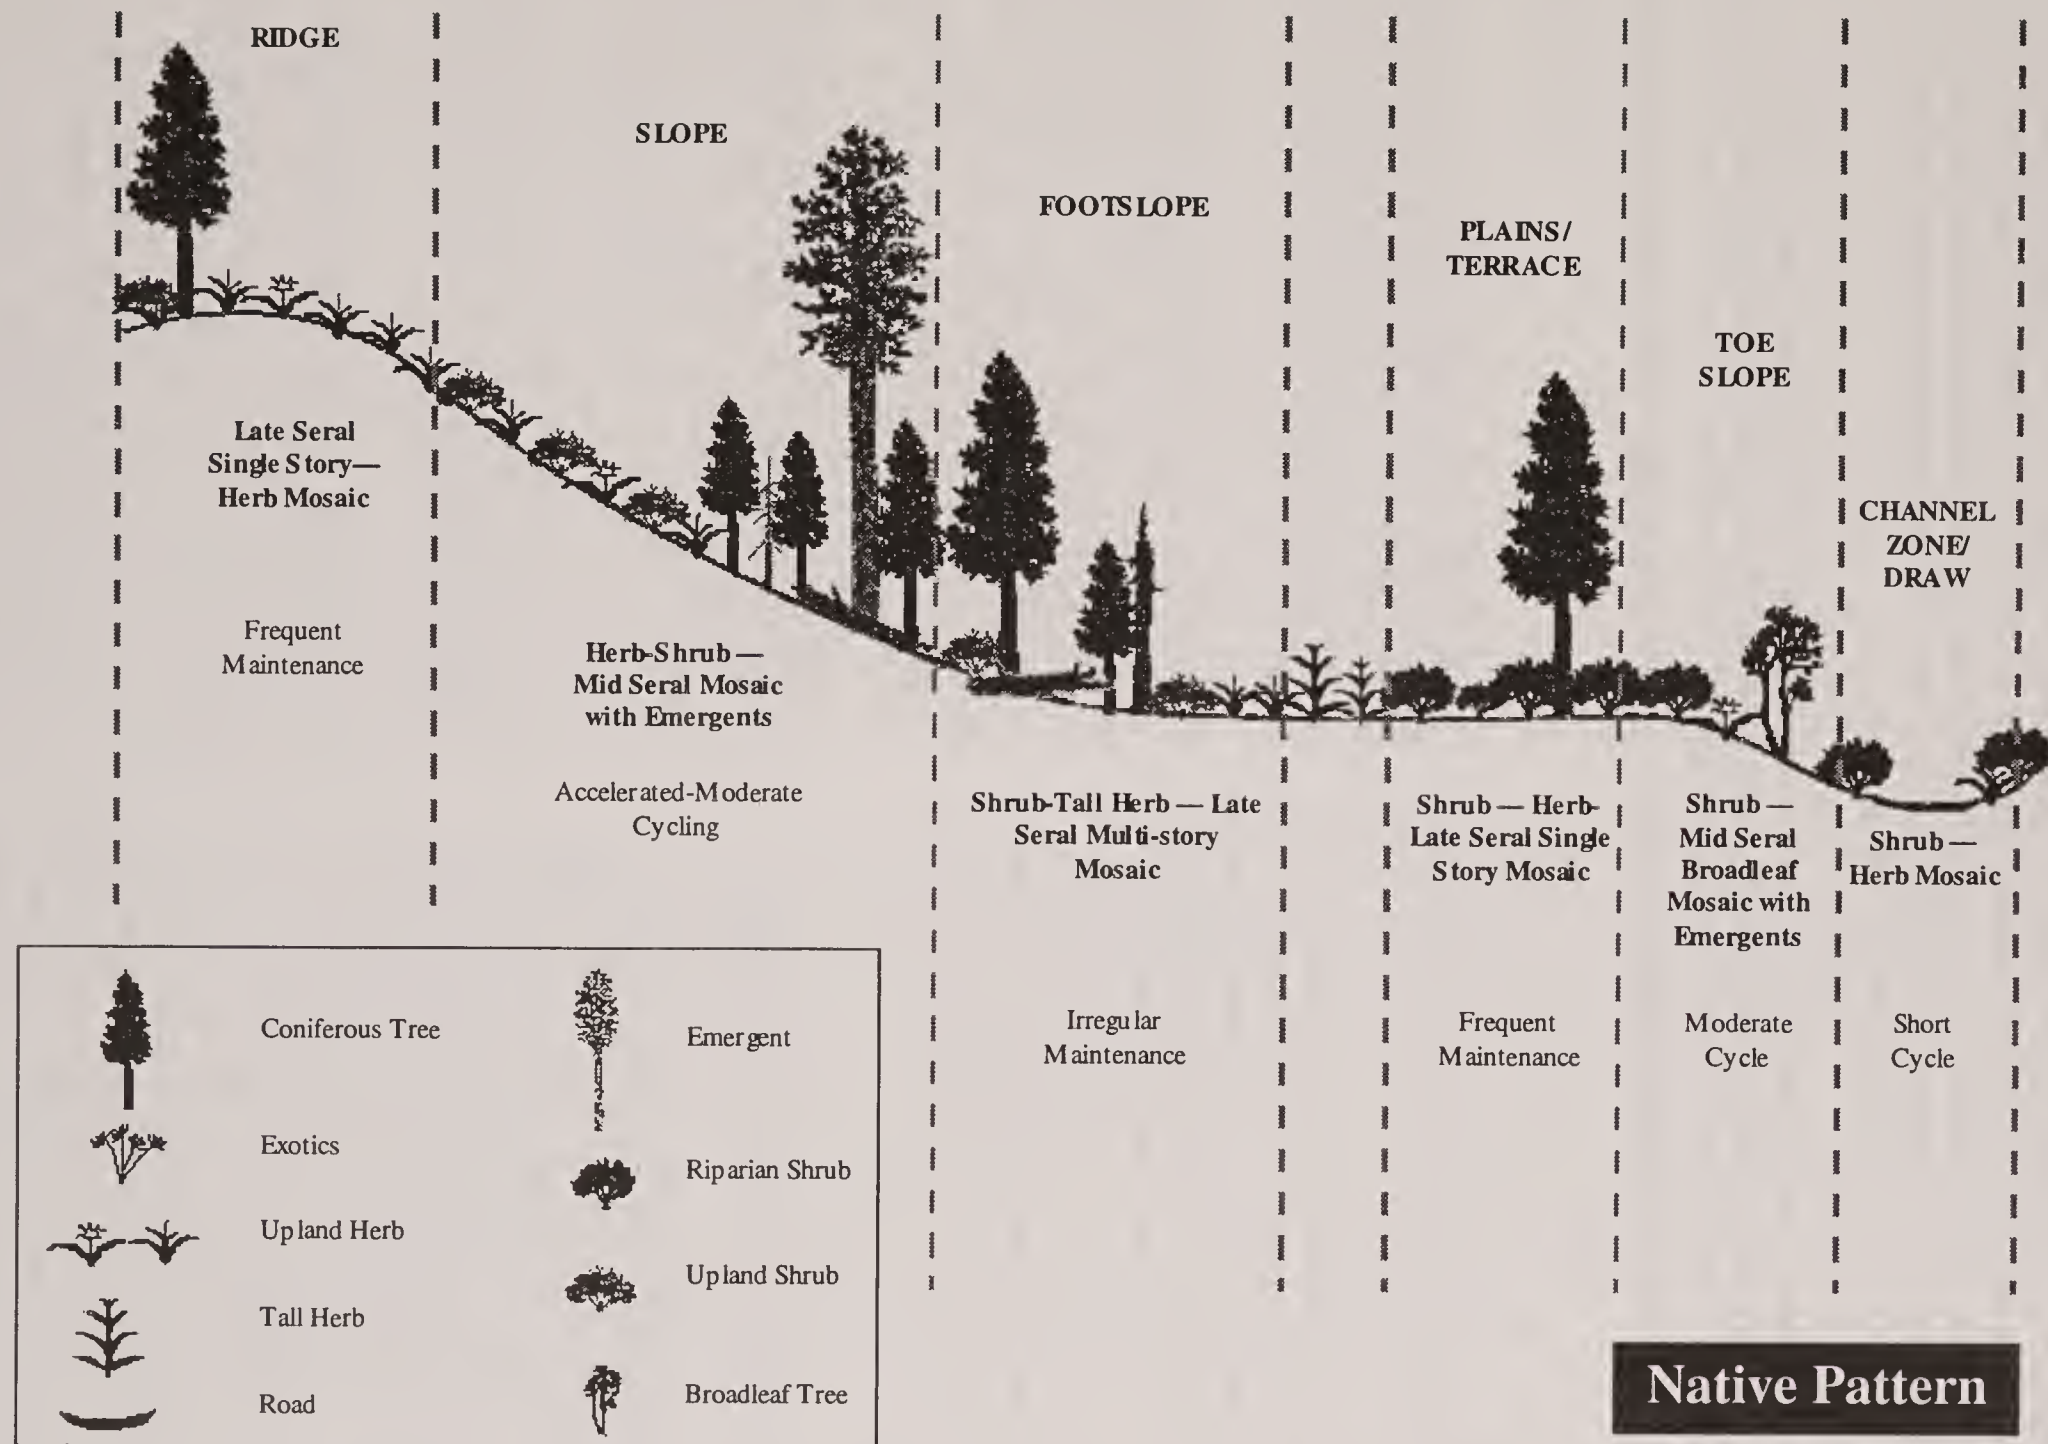 RIDGE
SLOPE
FOOTSLOPE
PLAINS/
TERRACE
TOE
SLOPE
CHANNEL
ZONE/
DRAW
Late Seral
Single Story—
Herb Mosaic
Frequent
Maintenance
Herb-Shrub —
Mid Seral Mosaic
with Emergents
Accelerated-Moderate
Cycling
Shrub-Tall Herb — Late
Seral Multi-story
Mosaic
Irregular
Maintenance
Shrub — Herb-
Late Seral Single
Story Mosaic
Frequent
Maintenance
Shrub —
Mid Seral
Broadleaf
Mosaic with
Emergents
Moderate
Cycle
Shrub —
Herb Mosaic
Short
Cycle
Coniferous Tree
Exotics
Upland Herb
Tall Herb
Road
Emergent
Riparian Shrub
Upland Shrub
Broadleaf Tree
Native Pattern